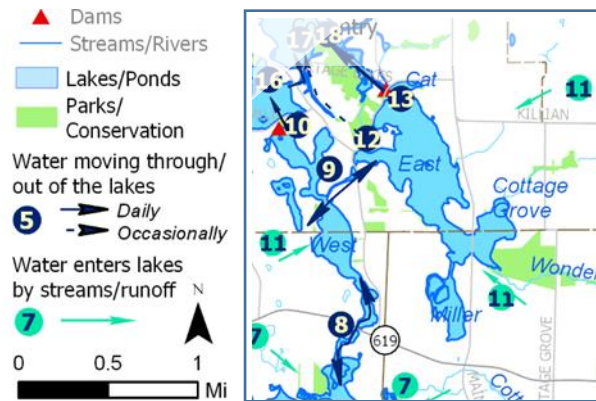 Dams
Streams/Rivers
Lakes/Ponds
Parks/
Conservation
Water moving through/
out of the lakes
5
Daily
Occasionally
Water enters lakes
by streams/runoff
7
N
0 0.5 1
Mi
17 18
Cat
16
13
11
KILLIAN
10
12
9
East
Cottage
Grove
11
West
Wonder
11
Miller
8
619
7
7